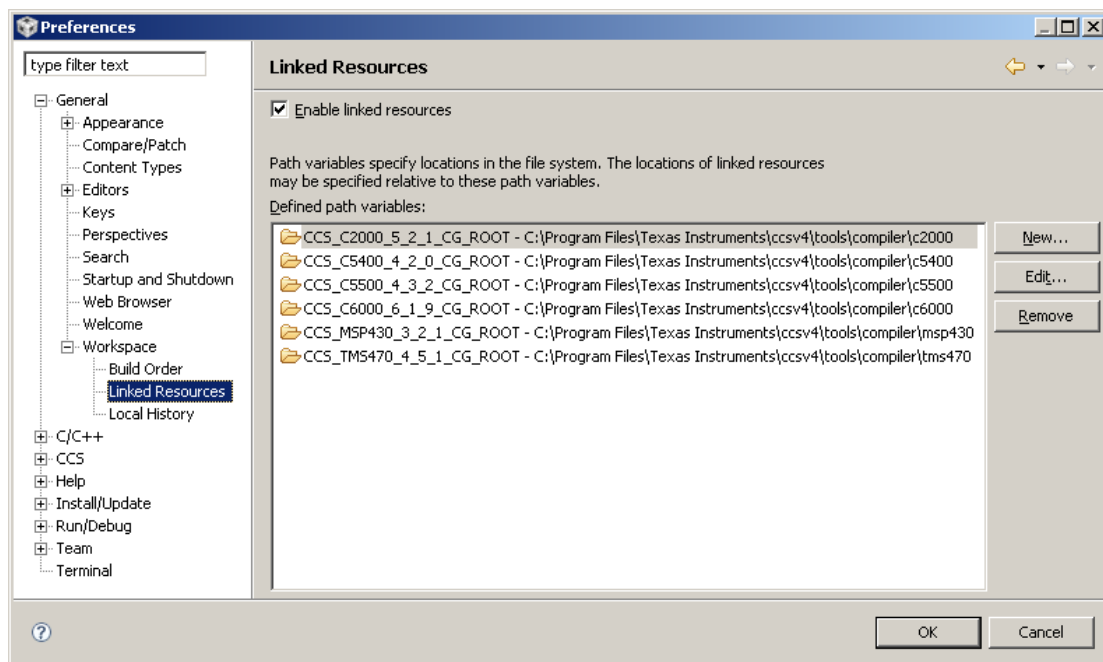 Preferences
type filter text
General
Appearance
Compare/Patch
Content Types
Editors
Keys
Perspectives
Search
Startup and Shutdown
Web Browser
Welcome
Workspace
Build Order
Linked Resources
Local History
C/C++
CCS
Help
Install/Update
Run/Debug
Team
Terminal
Linked Resources
Enable linked resources
Path variables specify locations in the file system. The locations of linked resources
may be specified relative to these path variables.
Defined path variables:
CCS_C2000_5_2_1_CG_ROOT - C:\Program Files\Texas Instruments\ccsv4\tools\compiler\c2000
CCS_C5400_4_2_0_CG_ROOT - C:\Program Files\Texas Instruments\ccsv4\tools\compiler\c5400
CCS_C5500_4_3_2_CG_ROOT - C:\Program Files\Texas Instruments\ccsv4\tools\compiler\c5500
CCS_C6000_6_1_9_CG_ROOT - C:\Program Files\Texas Instruments\ccsv4\tools\compiler\c6000
CCS_MSP430_3_2_1_CG_ROOT - C:\Program Files\Texas Instruments\ccsv4\tools\compiler\msp430
CCS_TMS470_4_5_1_CG_ROOT - C:\Program Files\Texas Instruments\ccsv4\tools\compiler\tms470
New...
Edit...
Remove
?
OK
Cancel